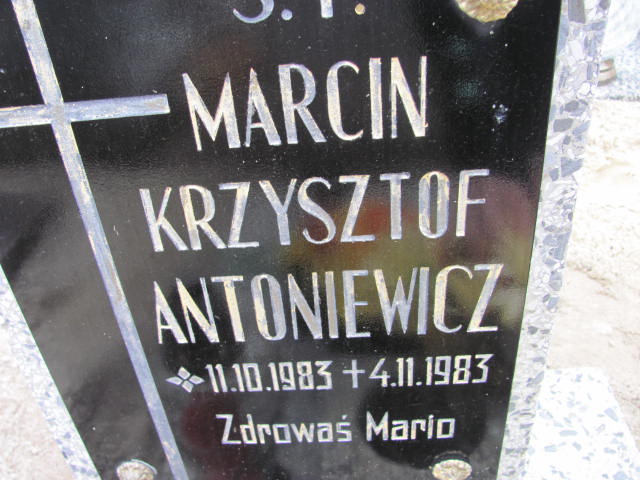 Ś. P.
MARCIN
KRZYSZTOF
ANTONIEWICZ
11.10.1983 + 4.11.1983
Zdrowaś Mario